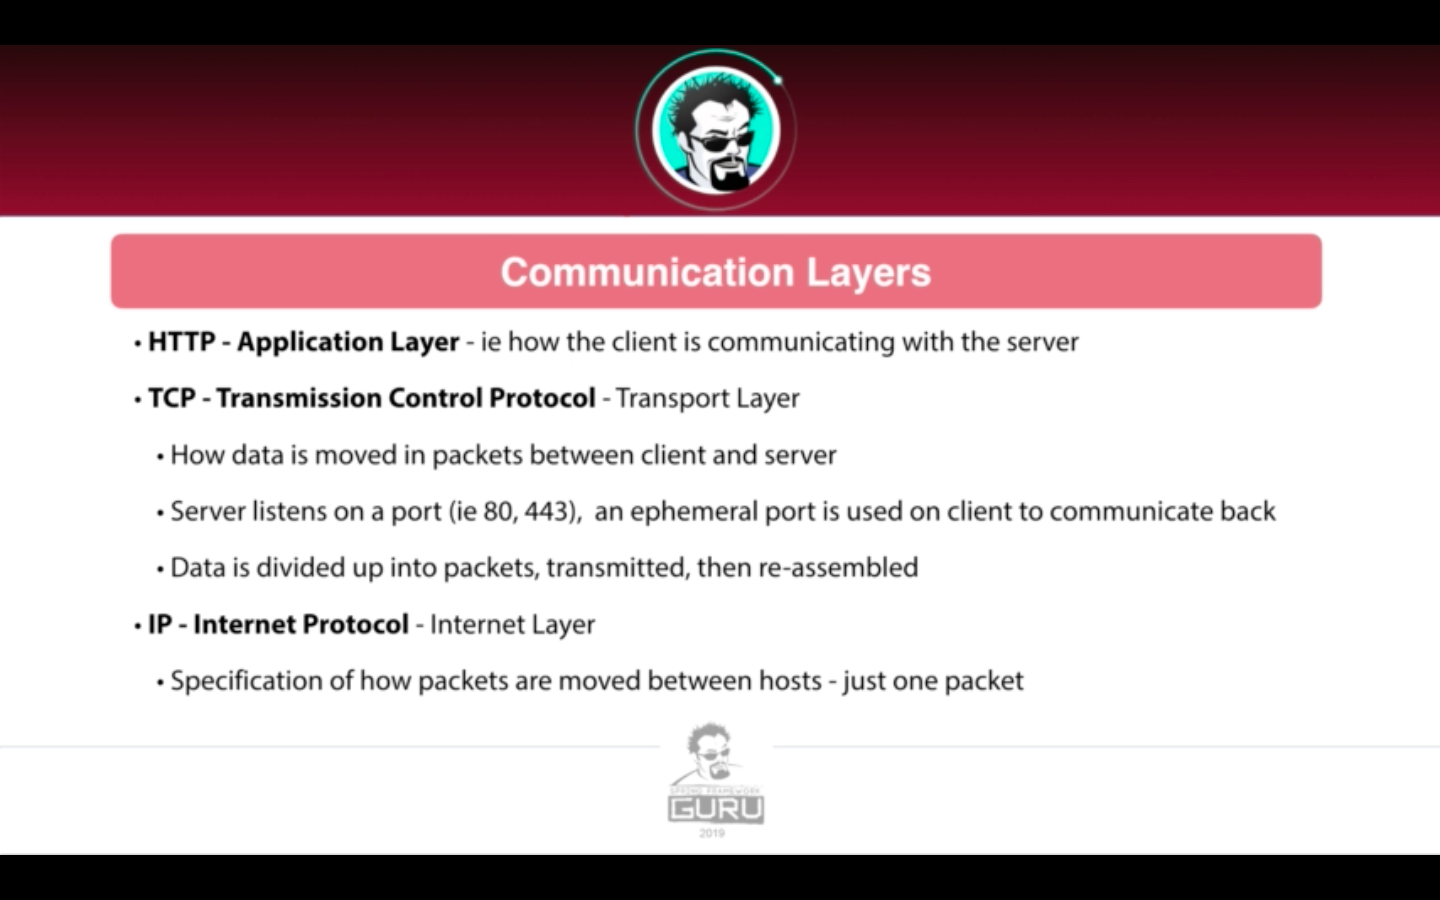 Communication Layers
• HTTP - Application Layer - ie how the client is communicating with the server
• TCP - Transmission Control Protocol - Transport Layer
• How data is moved in packets between client and server
• Server listens on a port (ie 80, 443),  an ephemeral port is used on client to communicate back
• Data is divided up into packets, transmitted, then re-assembled
• IP - Internet Protocol - Internet Layer
• Specification of how packets are moved between hosts - just one packet
SPRING FRAMEWORK
GURU
2019